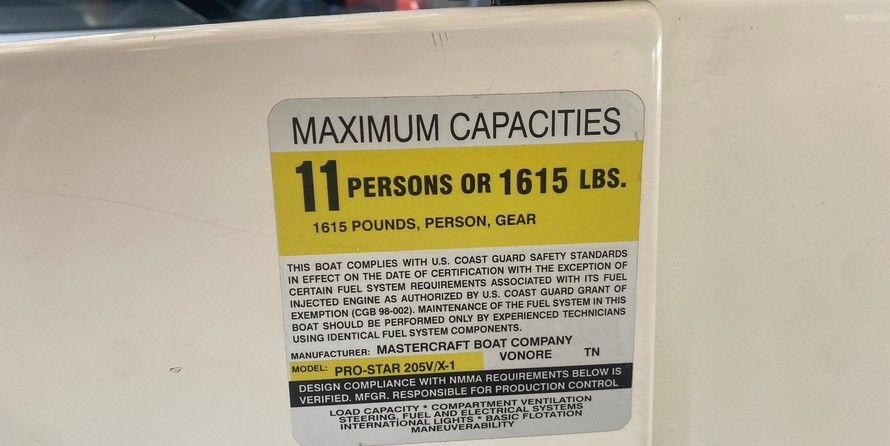 MAXIMUM CAPACITIES
11 PERSONS OR 1615 LBS.
1615 POUNDS, PERSON, GEAR
THIS BOAT COMPLIES WITH U.S. COAST GUARD SAFETY STANDARDS
IN EFFECT ON THE DATE OF CERTIFICATION WITH THE EXCEPTION OF
CERTAIN FUEL SYSTEM REQUIREMENTS ASSOCIATED WITH ITS FUEL
INJECTED ENGINE AS AUTHORIZED BY U.S. COAST GUARD GRANT OF
EXEMPTION (CGB 98-002). MAINTENANCE OF THE FUEL SYSTEM IN THIS
BOAT SHOULD BE PERFORMED ONLY BY EXPERIENCED TECHNICIANS
USING IDENTICAL FUEL SYSTEM COMPONENTS.
MANUFACTURER: MASTERCRAFT BOAT COMPANY
VONORE TN
MODEL: PRO-STAR 205V/X-1
DESIGN COMPLIANCE WITH NMMA REQUIREMENTS BELOW IS
VERIFIED. MFGR. RESPONSIBLE FOR PRODUCTION CONTROL
LOAD CAPACITY * COMPARTMENT VENTILATION
STEERING, FUEL AND ELECTRICAL SYSTEMS
INTERNATIONAL LIGHTS * BASIC FLOTATION
MANEUVERABILITY